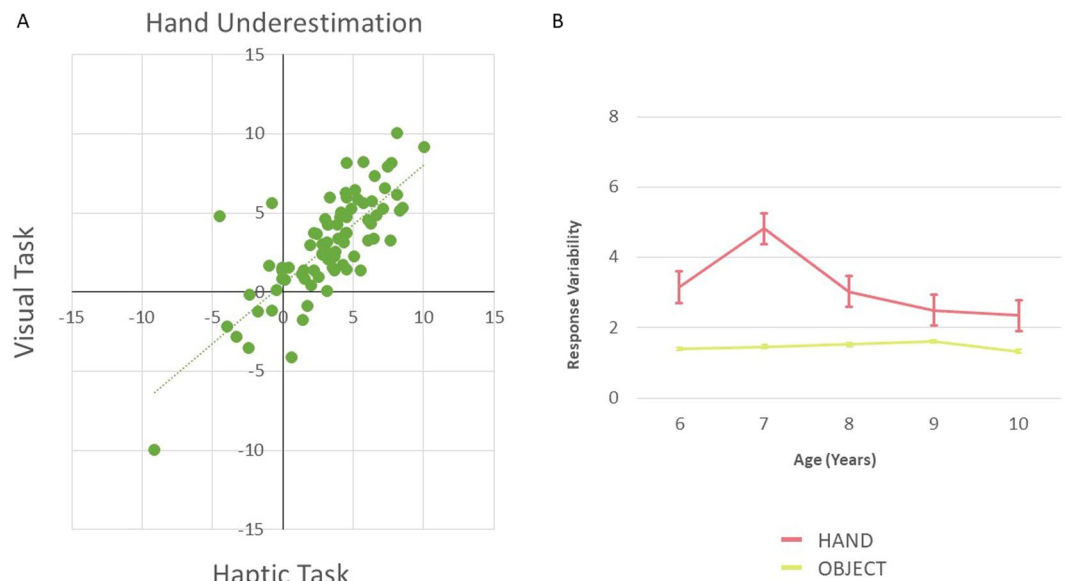 A
Hand Underestimation
15
10
5
0
-5
-10
-15
-15
-10
-5
0
5
10
15
Visual Task
Haptic Task
B
8
6
4
2
0
6
7
8
9
10
Response Variability
Age (Years)
HAND
OBJECT